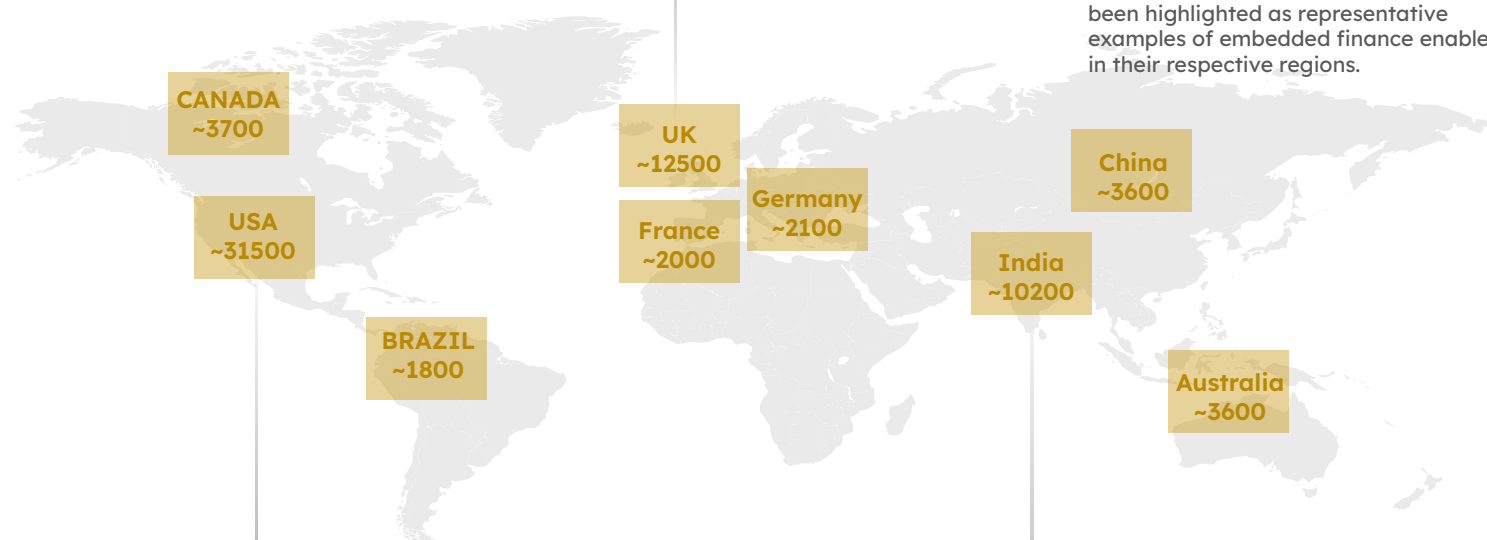 been highlighted as representative
examples of embedded finance enable
in their respective regions.
CANADA
~3700
UK
~12500
China
~3600
Germany
~2100
USA
~31500
France
~2000
India
~10200
BRAZIL
~1800
Australia
~3600